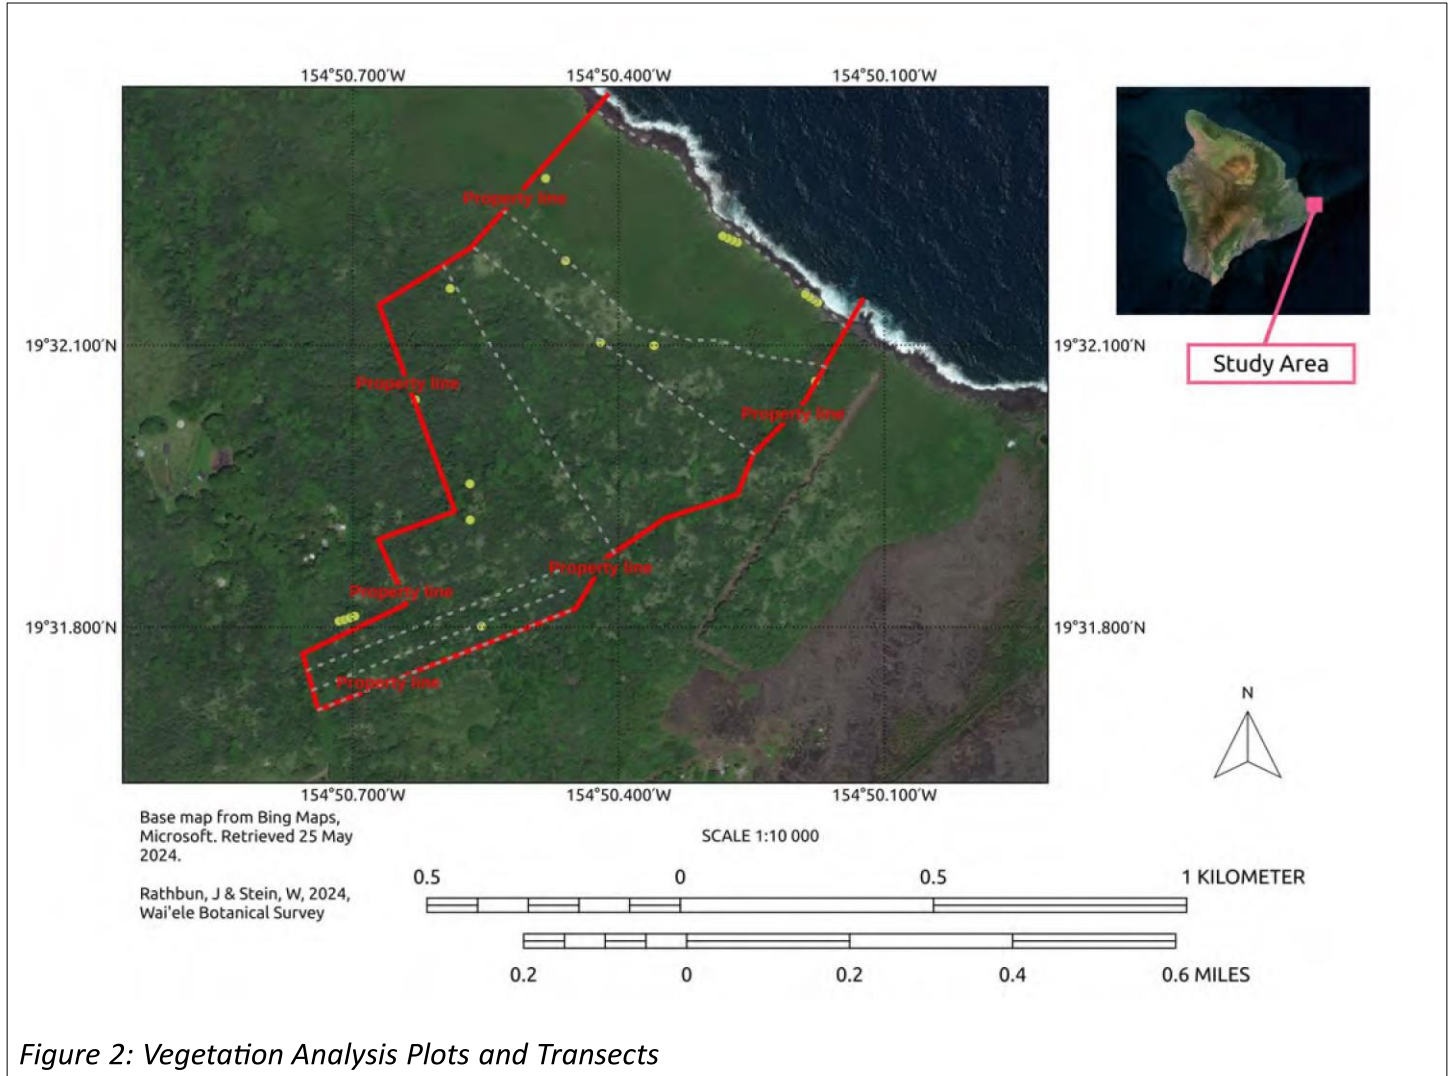 154°50.700′W 154°50.400′W 154°50.100′W
Property line
19°32.100′N
19°32.100′N
Study Area
Property line
Property line
Property line
Property line
19°31.800′N
19°31.800′N
Property line
N
154°50.700′W 154°50.400′W 154°50.100′W
Base map from Bing Maps,
Microsoft. Retrieved 25 May
2024.
SCALE 1:10 000
Rathbun, J & Stein, W, 2024,
Wai'ele Botanical Survey
0.5 0 0.5 1 KILOMETER
0.2 0 0.2 0.4 0.6 MILES
Figure 2: Vegetation Analysis Plots and Transects